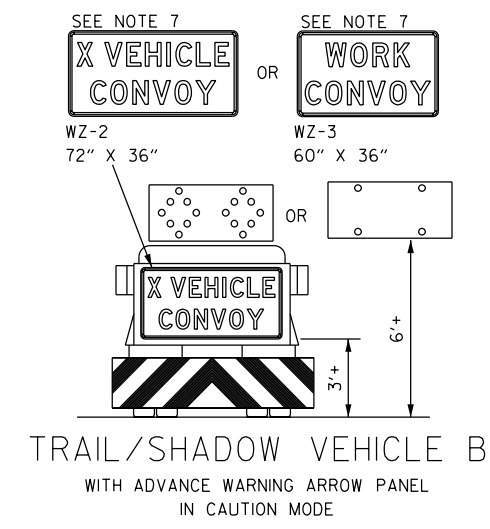 SEE NOTE 7
X VEHICLE
CONVOY
OR
SEE NOTE 7
WORK
CONVOY
WZ-2
72" X 36"
WZ-3
60" X 36"
OR
X VEHICLE
CONVOY
3'+
6'+
TRAIL/SHADOW VEHICLE B
WITH ADVANCE WARNING ARROW PANEL
IN CAUTION MODE